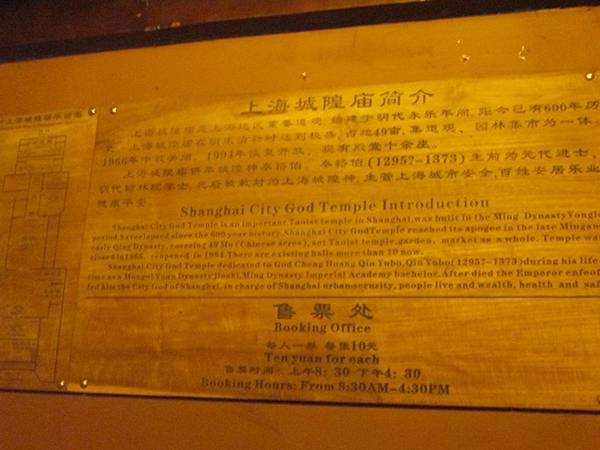 上海城隍庙简介
上海城隍庙是上海地区重要道观，始建于明代永乐年间，距今已有600年历
史。上海城隍庙在明末清初时达到极盛，占地49亩，集道观、园林集市为一体。
1966年中被关闭，1994年恢复开放，现有殿堂十余座。
上海城隍庙供奉城隍神秦裕伯，秦裕伯(1295?-1373)生前为元代进士、
明代翰林院学士，死后被敕封为上海城隍神，主管上海城市安全，百姓安居乐业
健康平安。
Shanghai City God Temple Introduction
Shanghai City God Temple is an important Taoist temple in Shanghai, was built in the Ming Dynasty Yongle
period have elapsed since the 600 year history. Shanghai City God Temple reached its apogee in the late Ming and
early Qing Dynasty, covering 49 Mu (Chinese acres), set Taoist temple, garden, market as a whole. Temple was
closed in 1966, reopened in 1994. There are existing halls more than 10 now.
Shanghai City God Temple dedicated to God Cheng Huang Qin Yubo, Qin Yubo(1295?-1373)during his life
time as a Mongol Yuan Dynasty Jinshi, Ming Dynasty Imperial Academy bachelor. After died the Emperor enfeof
fed him the City God of Shanghai, in charge of Shanghai urban security, people live and wealth, health and saf
售票处
Booking Office
每人一券 每张10元
Ten yuan for each
售票时间：上午8：30-下午4：30
Booking Hours: From 8:30AM-4:30PM